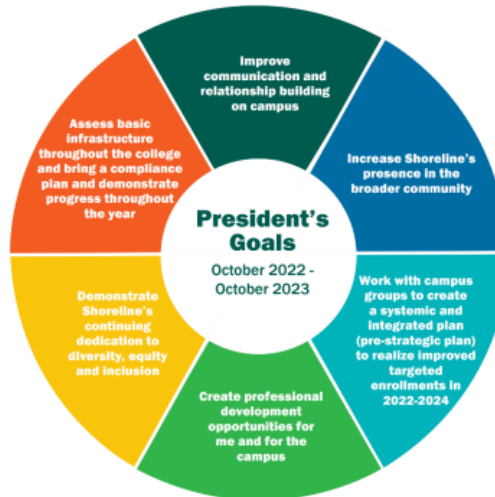 Improve
communication and
relationship building
on campus
Increase Shoreline's
presence in the
broader community
Work with campus
groups to create
a systemic and
integrated plan
(pre-strategic plan)
to realize improved
targeted
enrollments in
2022-2024
Create professional
development
opportunities for
me and for the
campus
Demonstrate
Shoreline's
continuing
dedication to
diversity, equity
and inclusion
Assess basic
infrastructure
throughout the college
and bring a compliance
plan and demonstrate
progress throughout
the year
President's
Goals
October 2022 -
October 2023